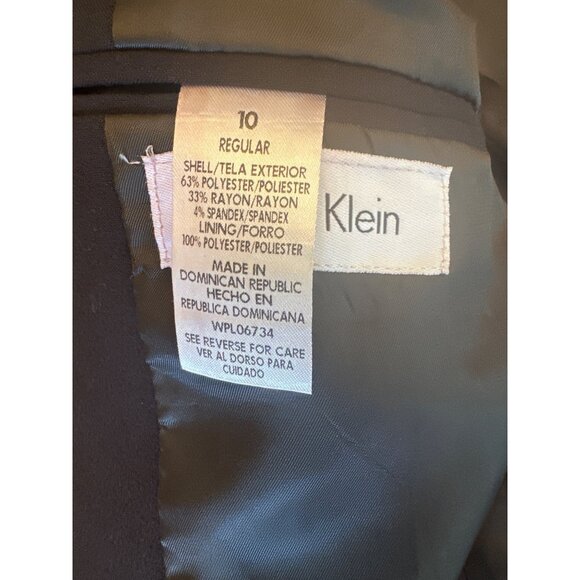 10
REGULAR
SHELL/TELA EXTERIOR
63% POLYESTER/POLIESTER
33% RAYON/RAYON
4% SPANDEX/SPANDEX
LINING/FORRO
100% POLYESTER/POLIESTER
MADE IN
DOMINICAN REPUBLIC
HECHO EN
REPUBLICA DOMINICANA
WPL06734
SEE REVERSE FOR CARE
VER AL DORSO PARA
CUIDADO
Klein